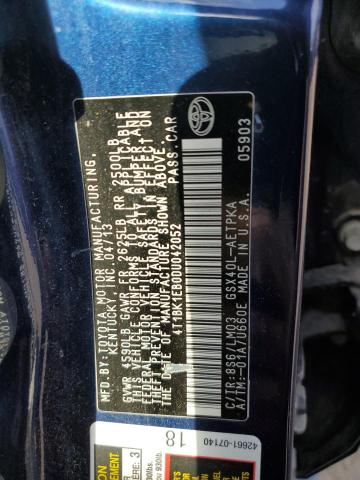 MFD. BY: TOYOTA MOTOR MANUFACTURING,
KENTUCKY, INC. 04/13
GVWR 4590LB GAWR FR 2625LB RR 2500LB
THIS VEHICLE CONFORMS TO ALL APPLICABLE
FEDERAL MOTOR VEHICLE SAFETY, BUMPER, AND
THEFT PREVENTION STANDARDS IN EFFECT ON
THE DATE OF MANUFACTURE SHOWN ABOVE.
4T1BK1EB0DU042052 PASS.CAR
TOYOTA
05903
C/TR:8S6/LM03 GSX40L-AETPKA
A/TM:-01A/U660E MADE IN U.S.A.
42661-07140
18